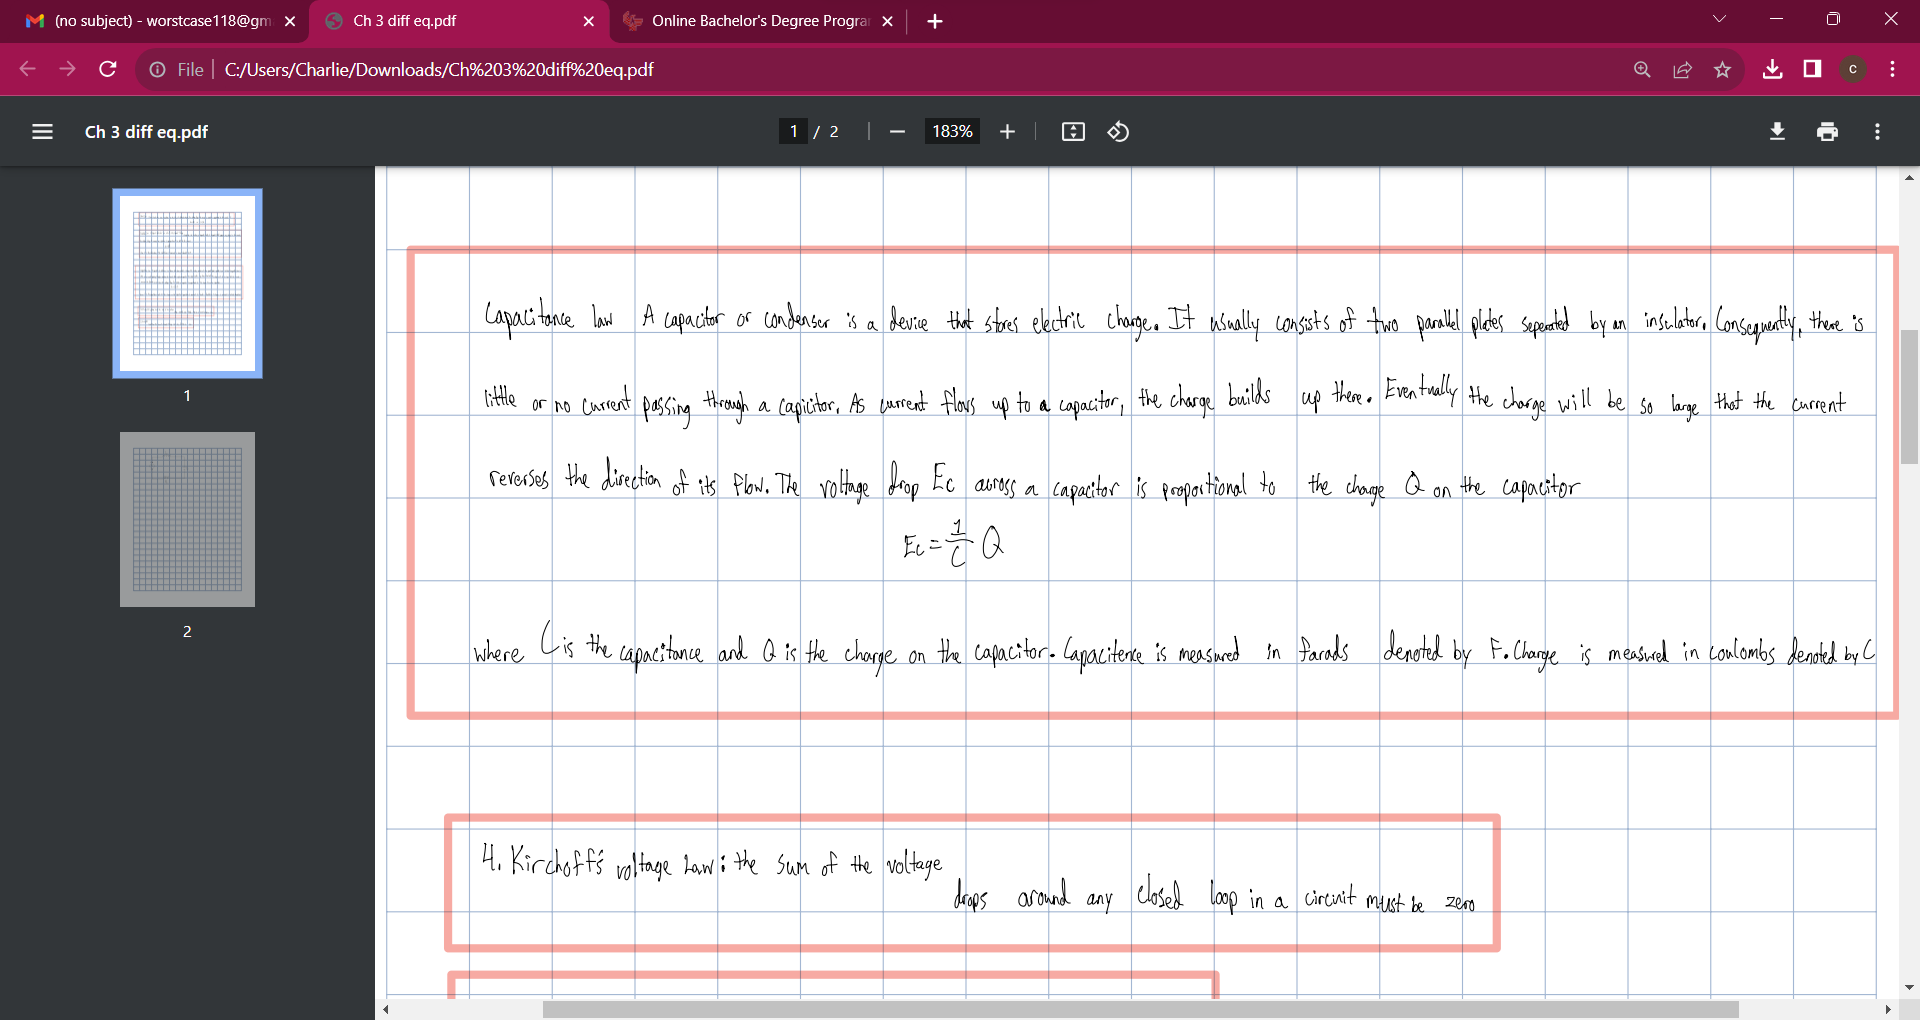 (no subject) - worstcase118@gm
Ch 3 diff eq.pdf
Online Bachelor's Degree Progra
File
C:/Users/Charlie/Downloads/Ch%203%20diff%20eq.pdf
c
Ch 3 diff eq.pdf
1 / 2
183%
1
2
Capacitance law A capacitor or condenser is a device that stores electric charge. It usually consists of two parallel plates seperated by an insulator. Consequently, there is
little or no current passing through a capicitor. As current flows up to a capacitor, the charge builds up there. Eventually the charge will be so large that the current
reverses the direction of its flow. The voltage drop Ec across a capacitor is proportional to the charge Q on the capacitor
Ec = 1/C Q
where C is the capacitance and Q is the charge on the capacitor. Capacitence is measured in farads denoted by F. Charge is measured in coulombs denoted by C
4. Kirchoff's voltage Law: the sum of the voltage
drops around any closed loop in a circuit must be zero